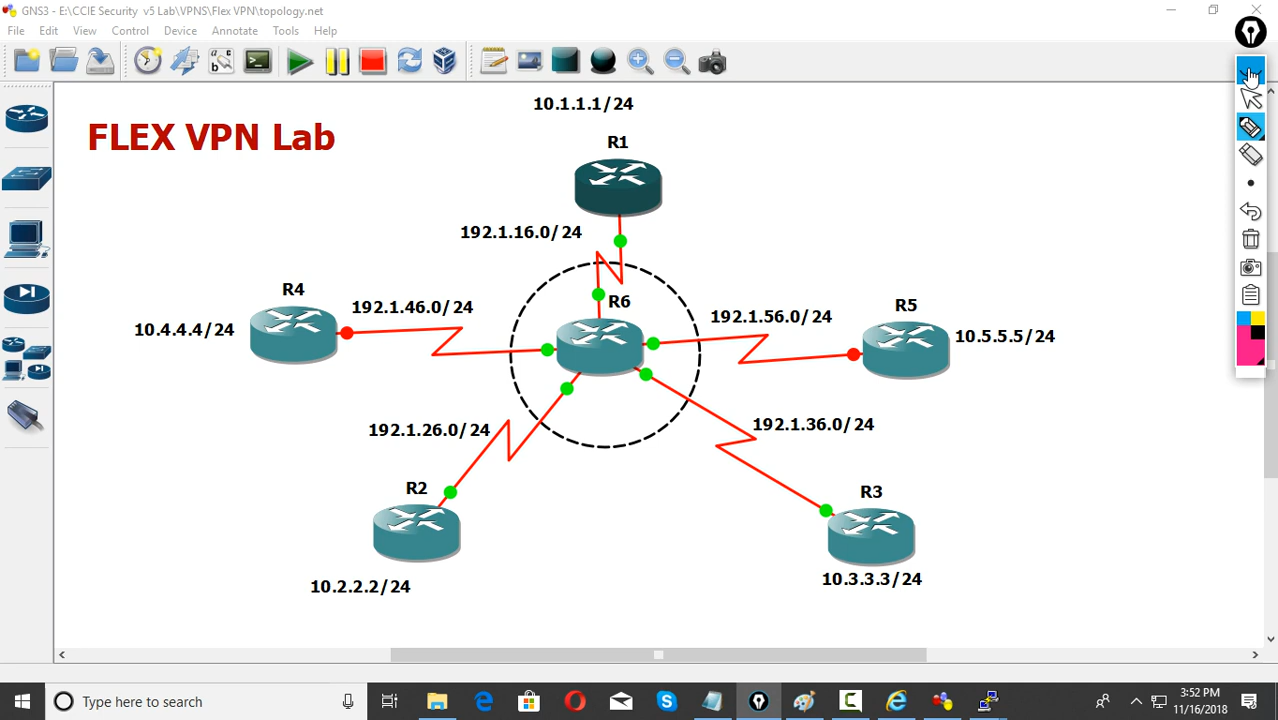 GNS3 - E:\CCIE Security v5 Lab\VPNS\Flex VPN\topology.net
File Edit View Control Device Annotate Tools Help
10.1.1.1/24
FLEX VPN Lab
R1
192.1.16.0/24
R4
R6
R5
192.1.46.0/24
192.1.56.0/24
10.4.4.4/24
10.5.5.5/24
192.1.26.0/24
192.1.36.0/24
R2
R3
10.3.3.3/24
10.2.2.2/24
Type here to search
3:52 PM
11/16/2018